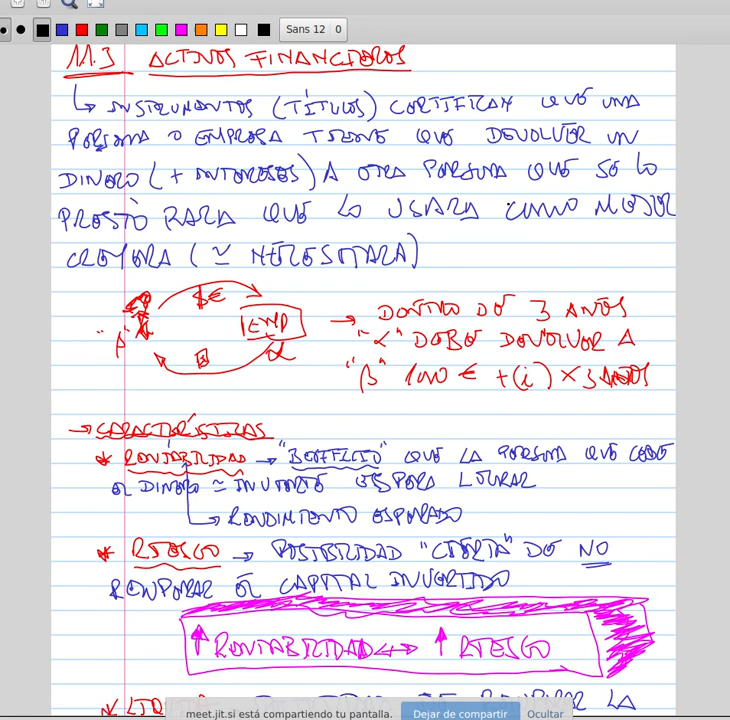 Sans 12 0
11.3 ACTIVOS FINANCIEROS
↳ INSTRUMENTOS (TÍTULOS) CERTIFICAN QUE UNA
PERSONA O EMPRESA TIENE QUE DEVOLVER UN
DINERO (+ INTERESES) A OTRA PERSONA QUE SE LO
PRESTÓ PARA QUE LO USARA COMO MEJOR
CREYERA (≃ NECESITARA)
$€
"β" EMP → DENTRO DE 3 AÑOS
α "α" DEBE DEVOLVER A
"β" 1000 € +(i) × 3 AÑOS
→ CARACTERÍSTICAS
* RENTABILIDAD → "BENEFICIO" QUE LA PERSONA QUE CEDE
EL DINERO ≃ INVIERTE ESPERA LOGRAR
↳ RENDIMIENTO ESPERADO
* RIESGO → POSIBILIDAD "CIERTA" DE NO
RECUPERAR EL CAPITAL INVERTIDO
↑ RENTABILIDAD ↔ ↑ RIESGO
LA
meet.jit.si está compartiendo tu pantalla. Dejar de compartir Ocultar